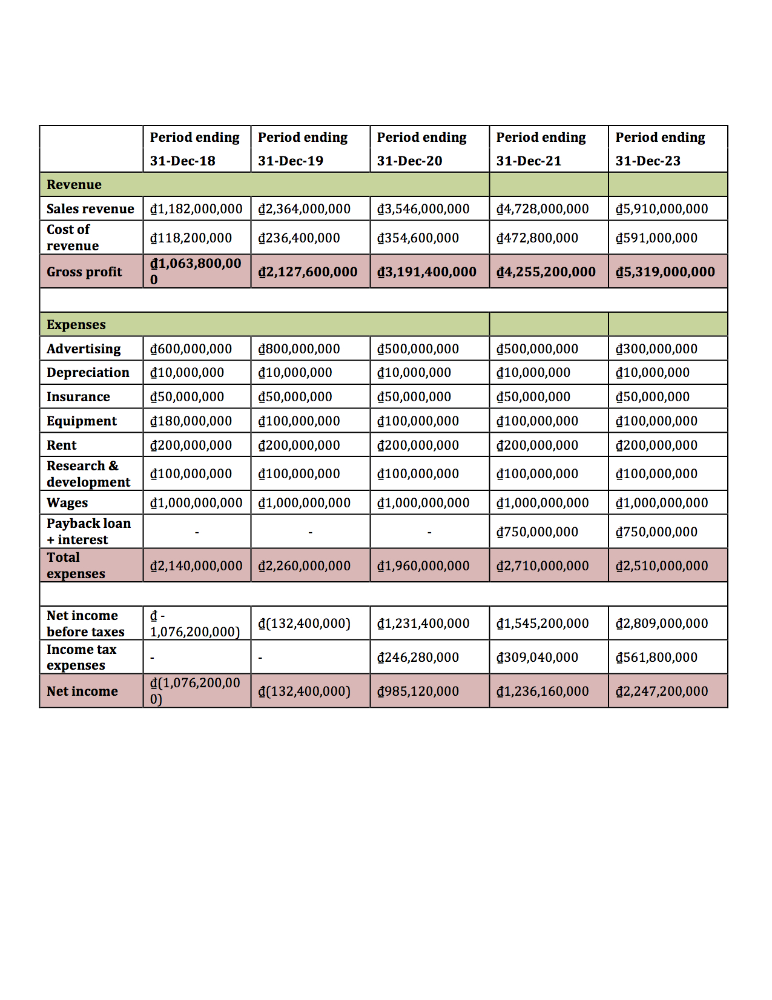 Period ending 31-Dec-18 Period ending 31-Dec-19 Period ending 31-Dec-20 Period ending 31-Dec-21 Period ending 31-Dec-23
Revenue
Sales revenue ₫1,182,000,000 ₫2,364,000,000 ₫3,546,000,000 ₫4,728,000,000 ₫5,910,000,000
Cost of revenue ₫118,200,000 ₫236,400,000 ₫354,600,000 ₫472,800,000 ₫591,000,000
Gross profit ₫1,063,800,000 ₫2,127,600,000 ₫3,191,400,000 ₫4,255,200,000 ₫5,319,000,000
Expenses
Advertising ₫600,000,000 ₫800,000,000 ₫500,000,000 ₫500,000,000 ₫300,000,000
Depreciation ₫10,000,000 ₫10,000,000 ₫10,000,000 ₫10,000,000 ₫10,000,000
Insurance ₫50,000,000 ₫50,000,000 ₫50,000,000 ₫50,000,000 ₫50,000,000
Equipment ₫180,000,000 ₫100,000,000 ₫100,000,000 ₫100,000,000 ₫100,000,000
Rent ₫200,000,000 ₫200,000,000 ₫200,000,000 ₫200,000,000 ₫200,000,000
Research & development ₫100,000,000 ₫100,000,000 ₫100,000,000 ₫100,000,000 ₫100,000,000
Wages ₫1,000,000,000 ₫1,000,000,000 ₫1,000,000,000 ₫1,000,000,000 ₫1,000,000,000
Payback loan + interest - - - ₫750,000,000 ₫750,000,000
Total expenses ₫2,140,000,000 ₫2,260,000,000 ₫1,960,000,000 ₫2,710,000,000 ₫2,510,000,000
Net income before taxes ₫ -1,076,200,000) ₫(132,400,000) ₫1,231,400,000 ₫1,545,200,000 ₫2,809,000,000
Income tax expenses - - ₫246,280,000 ₫309,040,000 ₫561,800,000
Net income ₫(1,076,200,000) ₫(132,400,000) ₫985,120,000 ₫1,236,160,000 ₫2,247,200,000